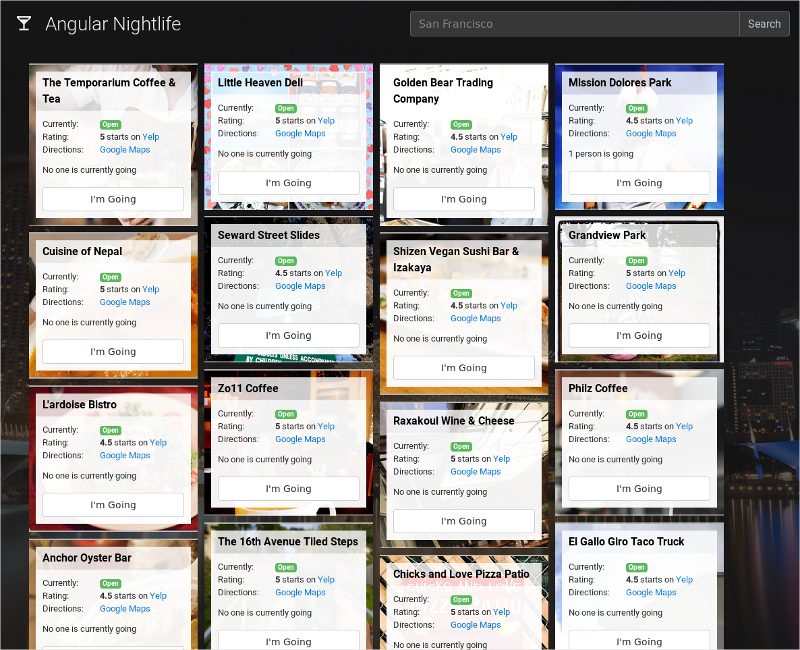 Angular Nightlife
San Francisco
Search
The Temporarium Coffee &
Tea
Currently: Open
Rating: 5 starts on Yelp
Directions: Google Maps
No one is currently going
I'm Going
Cuisine of Nepal
Currently: Open
Rating: 5 starts on Yelp
Directions: Google Maps
No one is currently going
I'm Going
L'ardoise Bistro
Currently: Open
Rating: 4.5 starts on Yelp
Directions: Google Maps
No one is currently going
I'm Going
Anchor Oyster Bar
Currently: Open
Rating: 4.5 starts on Yelp
Directions: Google Maps
No one is currently going
I'm Going
Little Heaven Deli
Currently: Open
Rating: 5 starts on Yelp
Directions: Google Maps
No one is currently going
I'm Going
Seward Street Slides
Currently: Open
Rating: 4.5 starts on Yelp
Directions: Google Maps
No one is currently going
I'm Going
ADULTS UNLESS ACCOMPANIED
BY CHILDREN
Zo11 Coffee
Currently: Open
Rating: 5 starts on Yelp
Directions: Google Maps
No one is currently going
I'm Going
The 16th Avenue Tiled Steps
Currently: Open
Rating: 5 starts on Yelp
Directions: Google Maps
No one is currently going
I'm Going
Golden Bear Trading
Company
Currently: Open
Rating: 4.5 starts on Yelp
Directions: Google Maps
No one is currently going
I'm Going
Shizen Vegan Sushi Bar &
Izakaya
Currently: Open
Rating: 4.5 starts on Yelp
Directions: Google Maps
No one is currently going
I'm Going
Raxakoul Wine & Cheese
Currently: Open
Rating: 5 starts on Yelp
Directions: Google Maps
No one is currently going
I'm Going
Chicks and Love Pizza Patio
Currently: Open
Rating: 5 starts on Yelp
Directions: Google Maps
No one is currently going
Mission Dolores Park
Currently: Open
Rating: 4.5 starts on Yelp
Directions: Google Maps
1 person is going
I'm Going
Grandview Park
Currently: Open
Rating: 5 starts on Yelp
Directions: Google Maps
No one is currently going
I'm Going
Philz Coffee
Currently: Open
Rating: 4.5 starts on Yelp
Directions: Google Maps
No one is currently going
I'm Going
El Gallo Giro Taco Truck
Currently: Open
Rating: 4.5 starts on Yelp
Directions: Google Maps
No one is currently going
I'm Going